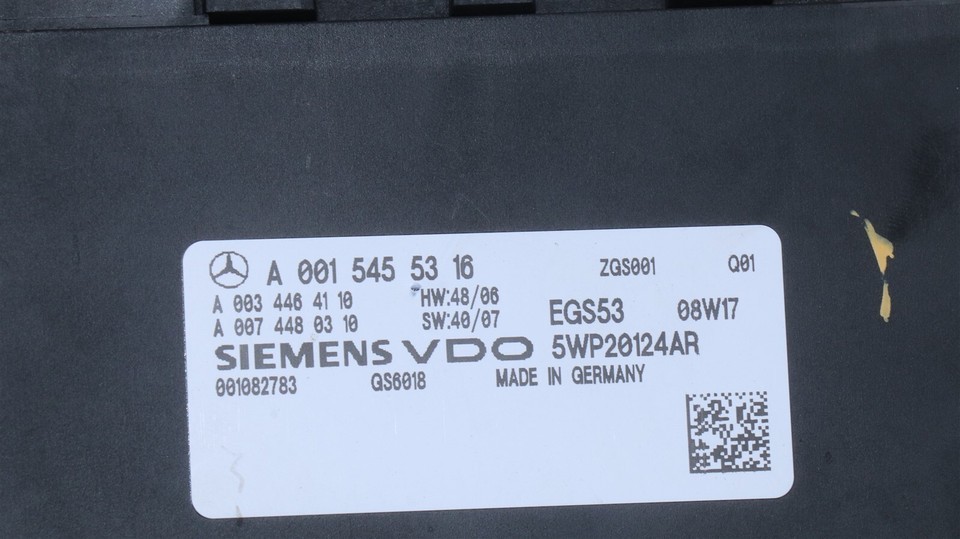 A 001 545 53 16 ZGS001 Q01
A 003 446 41 10 HW:48/06
A 007 448 03 10 SW:40/07 EGS53 08W17
SIEMENS VDO 5WP20124AR
001082783 QS6018 MADE IN GERMANY